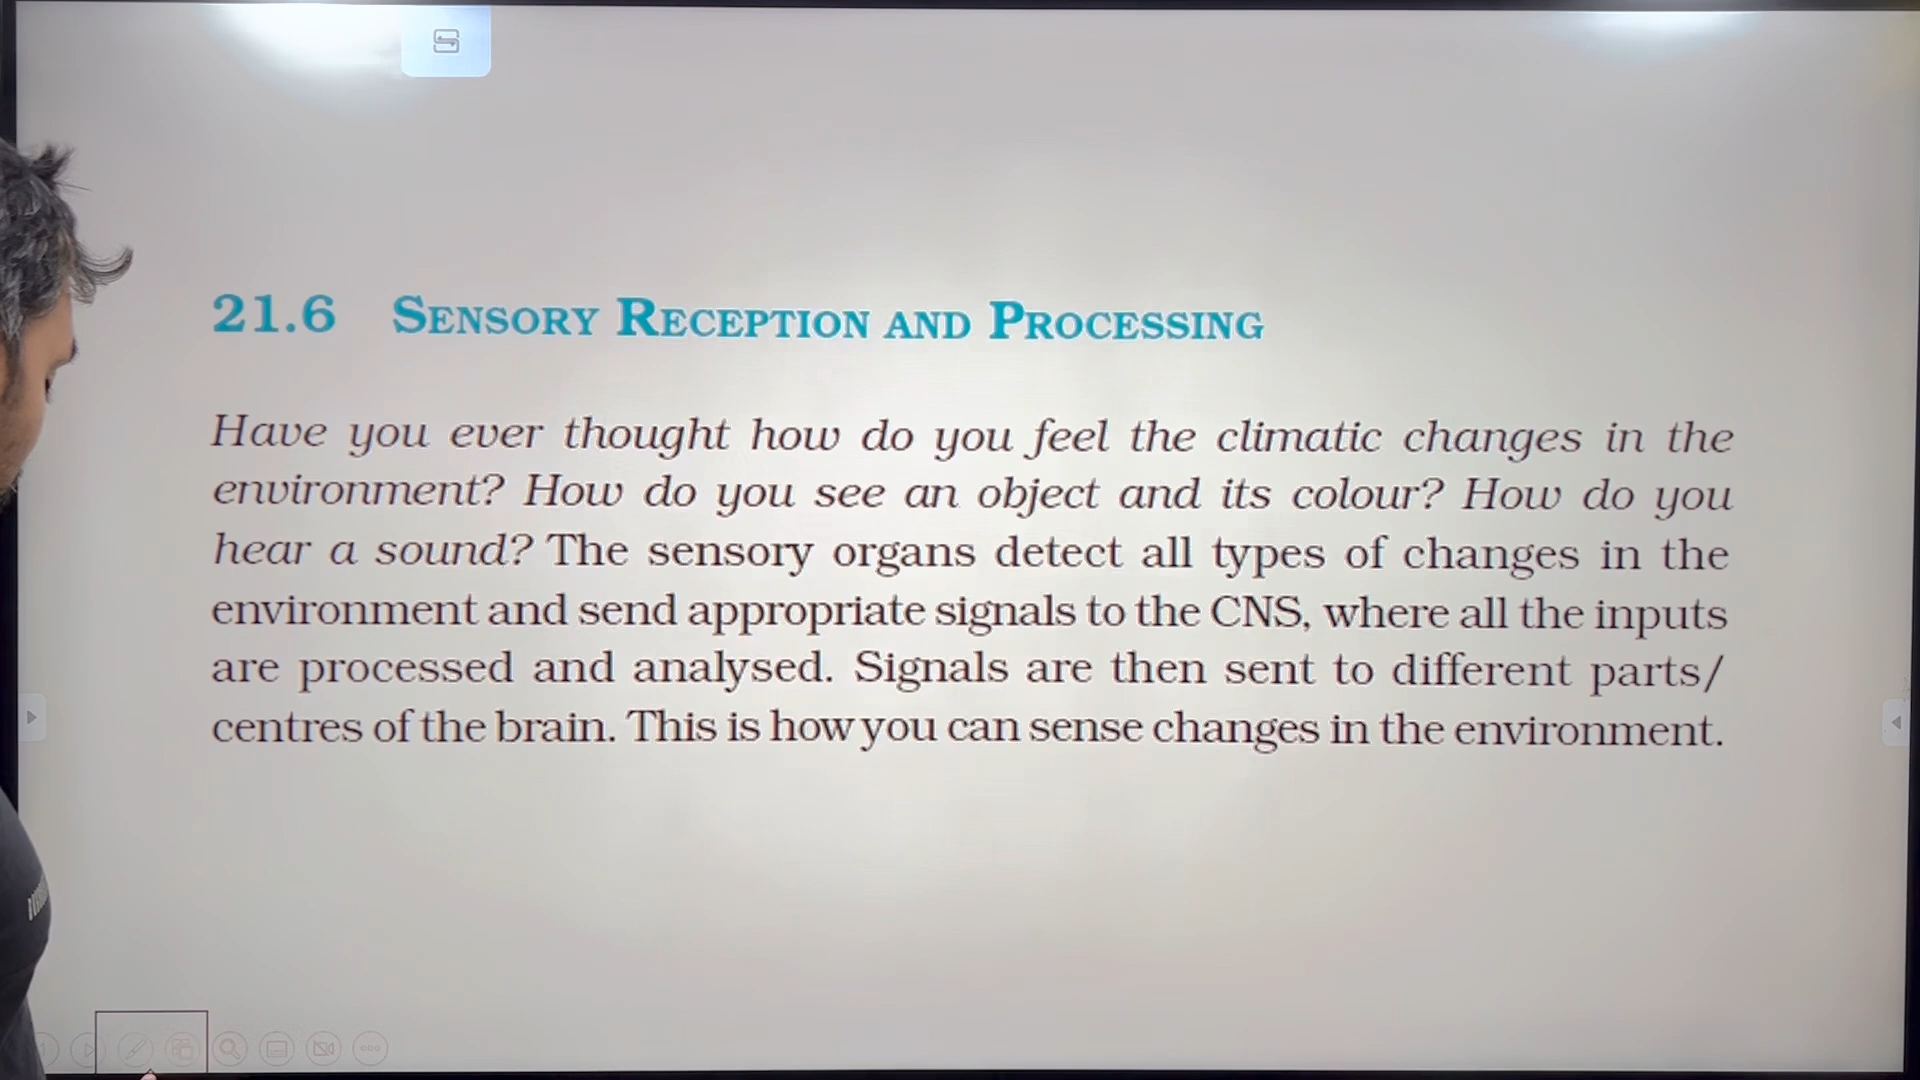 21.6 SENSORY RECEPTION AND PROCESSING
Have you ever thought how do you feel the climatic changes in the
environment? How do you see an object and its colour? How do you
hear a sound? The sensory organs detect all types of changes in the
environment and send appropriate signals to the CNS, where all the inputs
are processed and analysed. Signals are then sent to different parts/
centres of the brain. This is how you can sense changes in the environment.